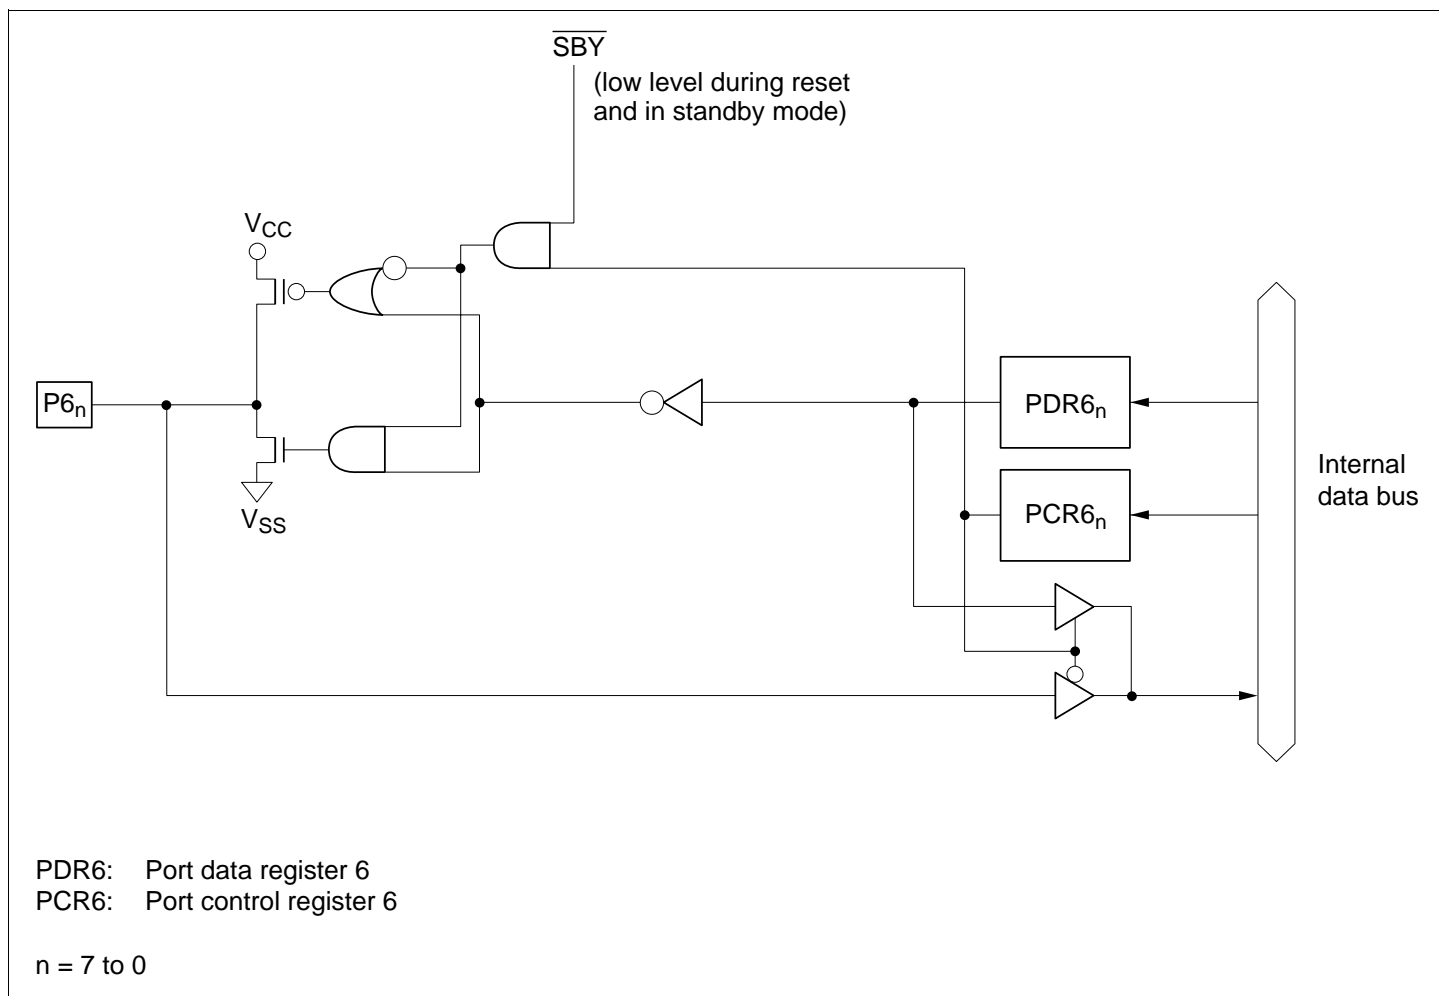 SBY
(low level during reset
and in standby mode)
VCC
P6n
VSS
PDR6n
PCR6n
Internal
data bus
PDR6: Port data register 6
PCR6: Port control register 6
n = 7 to 0